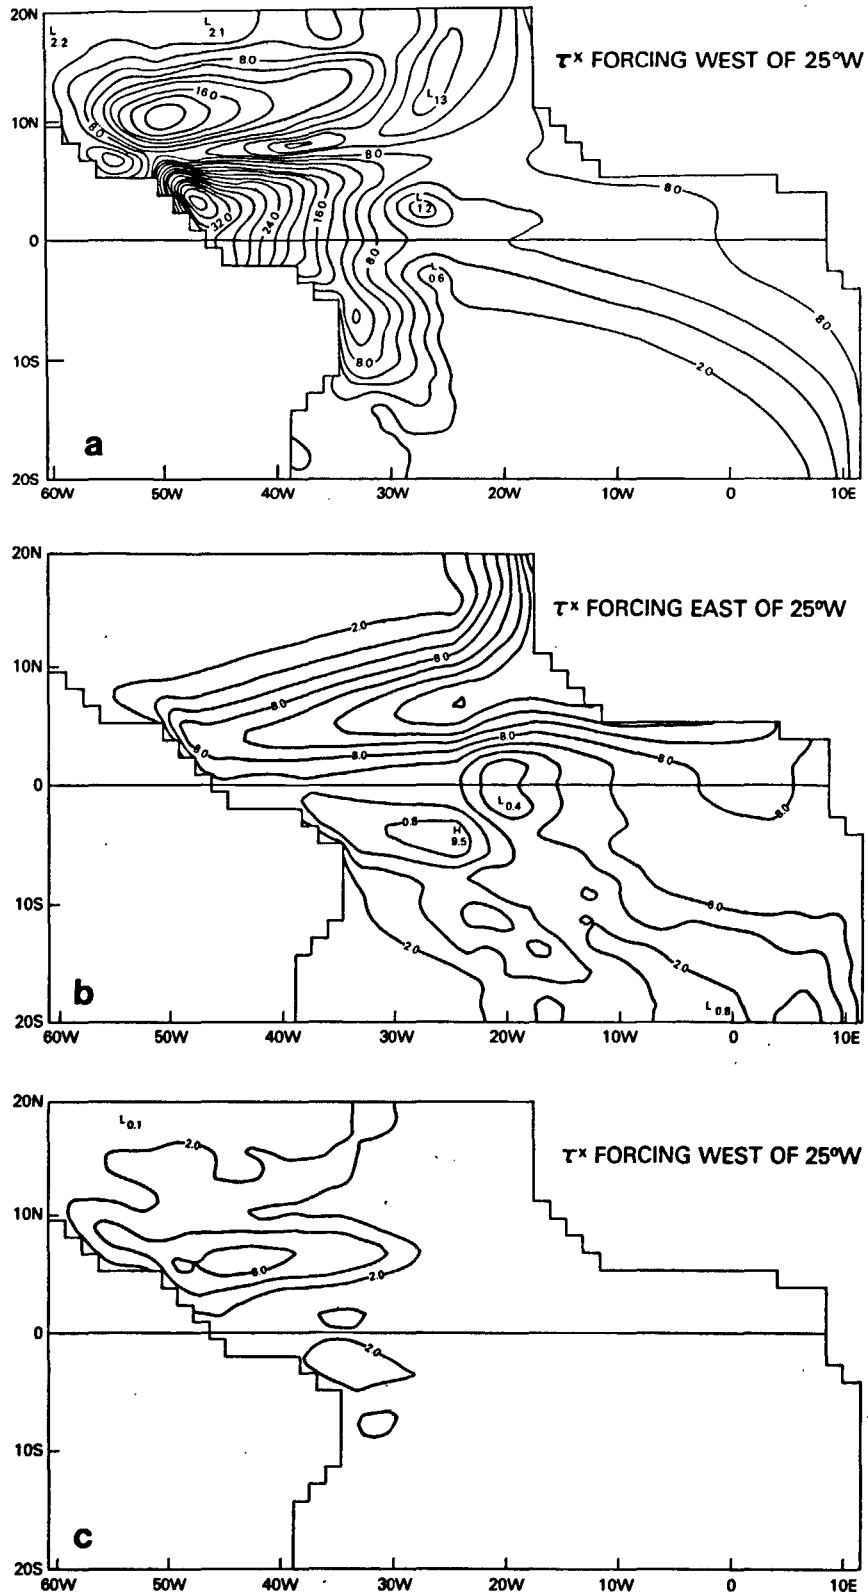 20N
10N
0
10S
20S
60W 50W 40W 30W 20W 10W 0 10E
τˣ FORCING WEST OF 25°W
L 2.2
L 2.1
8.0
16.0
L 13
8.0
8.0
L 1.2
8.0
32.0
24.0
16.0
8.0
L 0.6
8.0
8.0
2.0
a
20N
10N
0
10S
20S
60W 50W 40W 30W 20W 10W 0 10E
τˣ FORCING EAST OF 25°W
2.0
8.0
8.0
8.0
8.0
8.0
8.0
L 0.4
8.0
0.8
H 9.5
8.0
2.0
2.0
L 0.8
b
20N
10N
0
10S
20S
60W 50W 40W 30W 20W 10W 0 10E
τˣ FORCING WEST OF 25°W
L 0.1
2.0
8.0
2.0
2.0
c